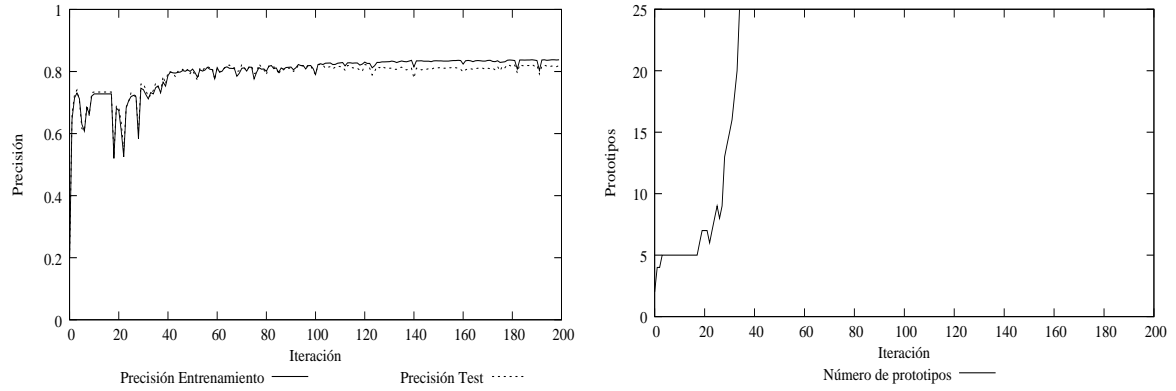 1
0.8
0.6
0.4
0.2
0
Precisión
0 20 40 60 80 100 120 140 160 180 200
Iteración
Precisión Entrenamiento
Precisión Test
25
20
15
10
5
0
Prototipos
0 20 40 60 80 100 120 140 160 180 200
Iteración
Número de prototipos